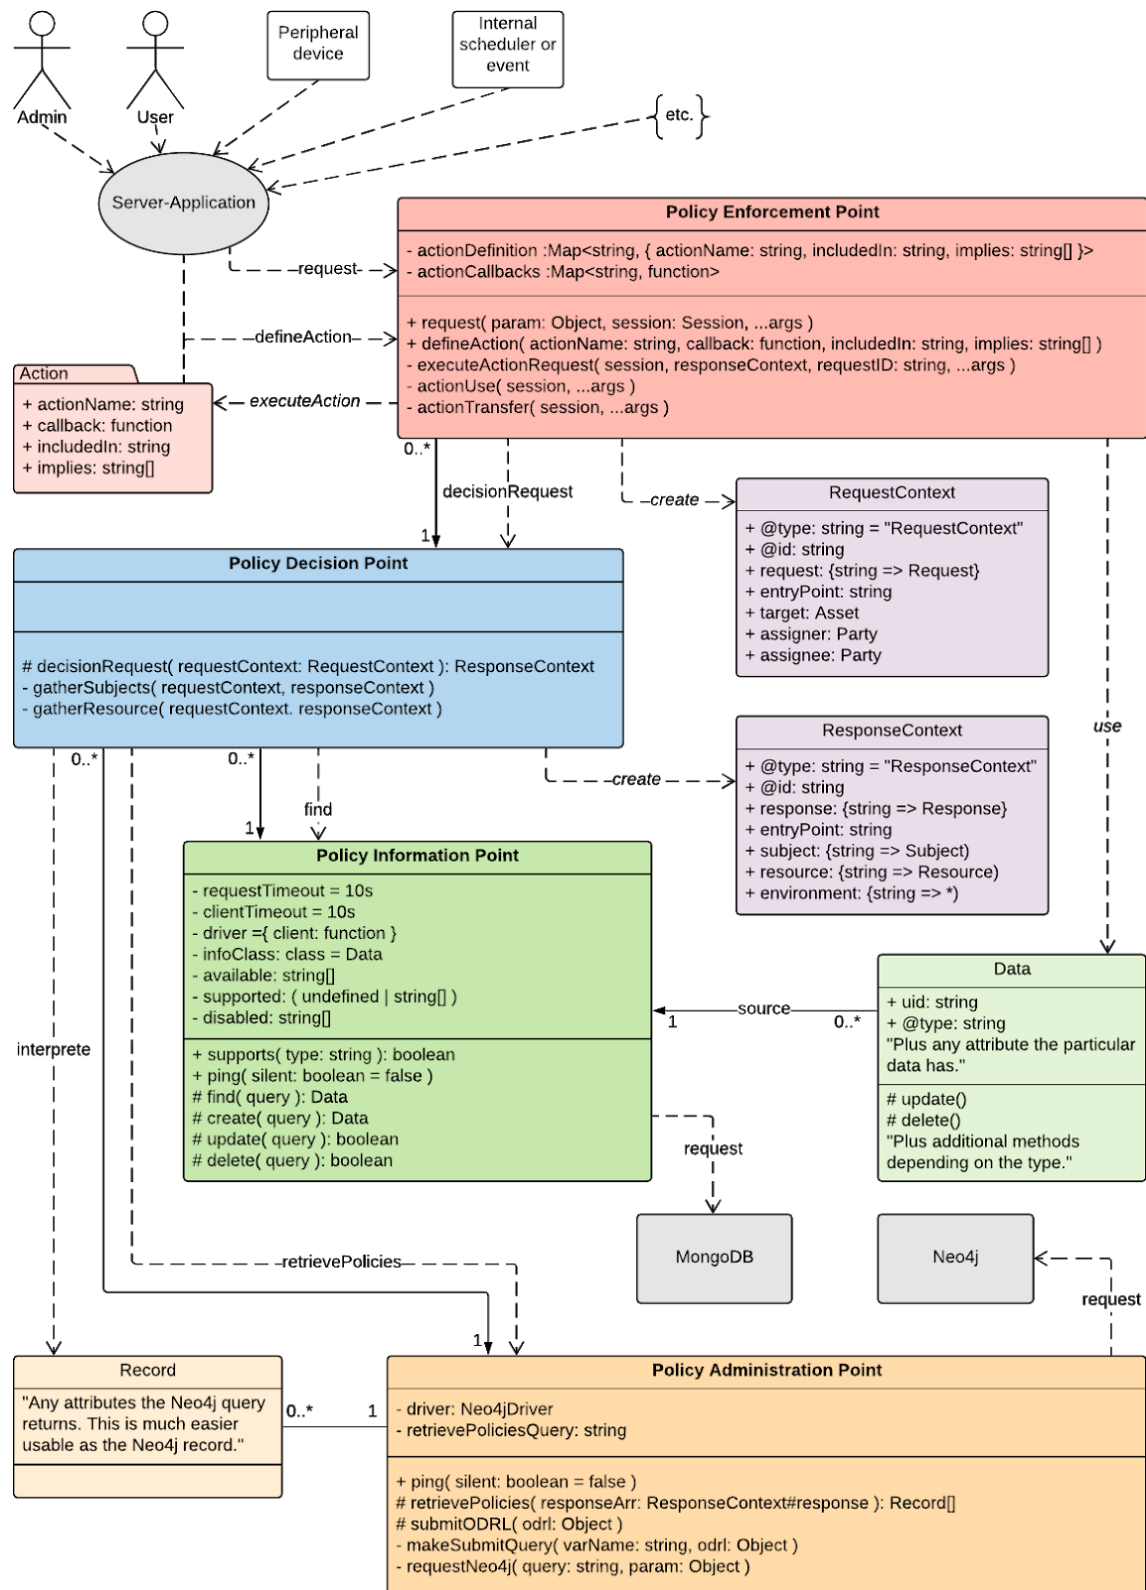 Admin
User
Peripheral
device
Internal
scheduler or
event
etc.
Server-Application
request
defineAction
executeAction
Policy Enforcement Point
- actionDefinition :Map<string, { actionName: string, includedIn: string, implies: string[] }>
- actionCallbacks :Map<string, function>
+ request( param: Object, session: Session, ...args )
+ defineAction( actionName: string, callback: function, includedIn: string, implies: string[] )
- executeActionRequest( session, responseContext, requestID: string, ...args )
- actionUse( session, ...args )
- actionTransfer( session, ...args )
Action
+ actionName: string
+ callback: function
+ includedIn: string
+ implies: string[]
0..*
decisionRequest
1
create
use
RequestContext
+ @type: string = "RequestContext"
+ @id: string
+ request: {string => Request}
+ entryPoint: string
+ target: Asset
+ assigner: Party
+ assignee: Party
Policy Decision Point
# decisionRequest( requestContext: RequestContext ): ResponseContext
- gatherSubjects( requestContext, responseContext )
- gatherResource( requestContext. responseContext )
0..*
0..*
find
1
create
ResponseContext
+ @type: string = "ResponseContext"
+ @id: string
+ response: {string => Response}
+ entryPoint: string
+ subject: {string => Subject)
+ resource: {string => Resource)
+ environment: {string => *)
Policy Information Point
- requestTimeout = 10s
- clientTimeout = 10s
- driver ={ client: function }
- infoClass: class = Data
- available: string[]
- supported: ( undefined | string[] )
- disabled: string[]
+ supports( type: string ): boolean
+ ping( silent: boolean = false )
# find( query ): Data
# create( query ): Data
# update( query ): boolean
# delete( query ): boolean
source
1
0..*
Data
+ uid: string
+ @type: string
"Plus any attribute the particular
data has."
# update()
# delete()
"Plus additional methods
depending on the type."
interprete
request
MongoDB
Neo4j
request
retrievePolicies
1
Record
"Any attributes the Neo4j query
returns. This is much easier
usable as the Neo4j record."
0..*
1
Policy Administration Point
- driver: Neo4jDriver
- retrievePoliciesQuery: string
+ ping( silent: boolean = false )
# retrievePolicies( responseArr: ResponseContext#response ): Record[]
# submitODRL( odrl: Object )
- makeSubmitQuery( varName: string, odrl: Object )
- requestNeo4j( query: string, param: Object )